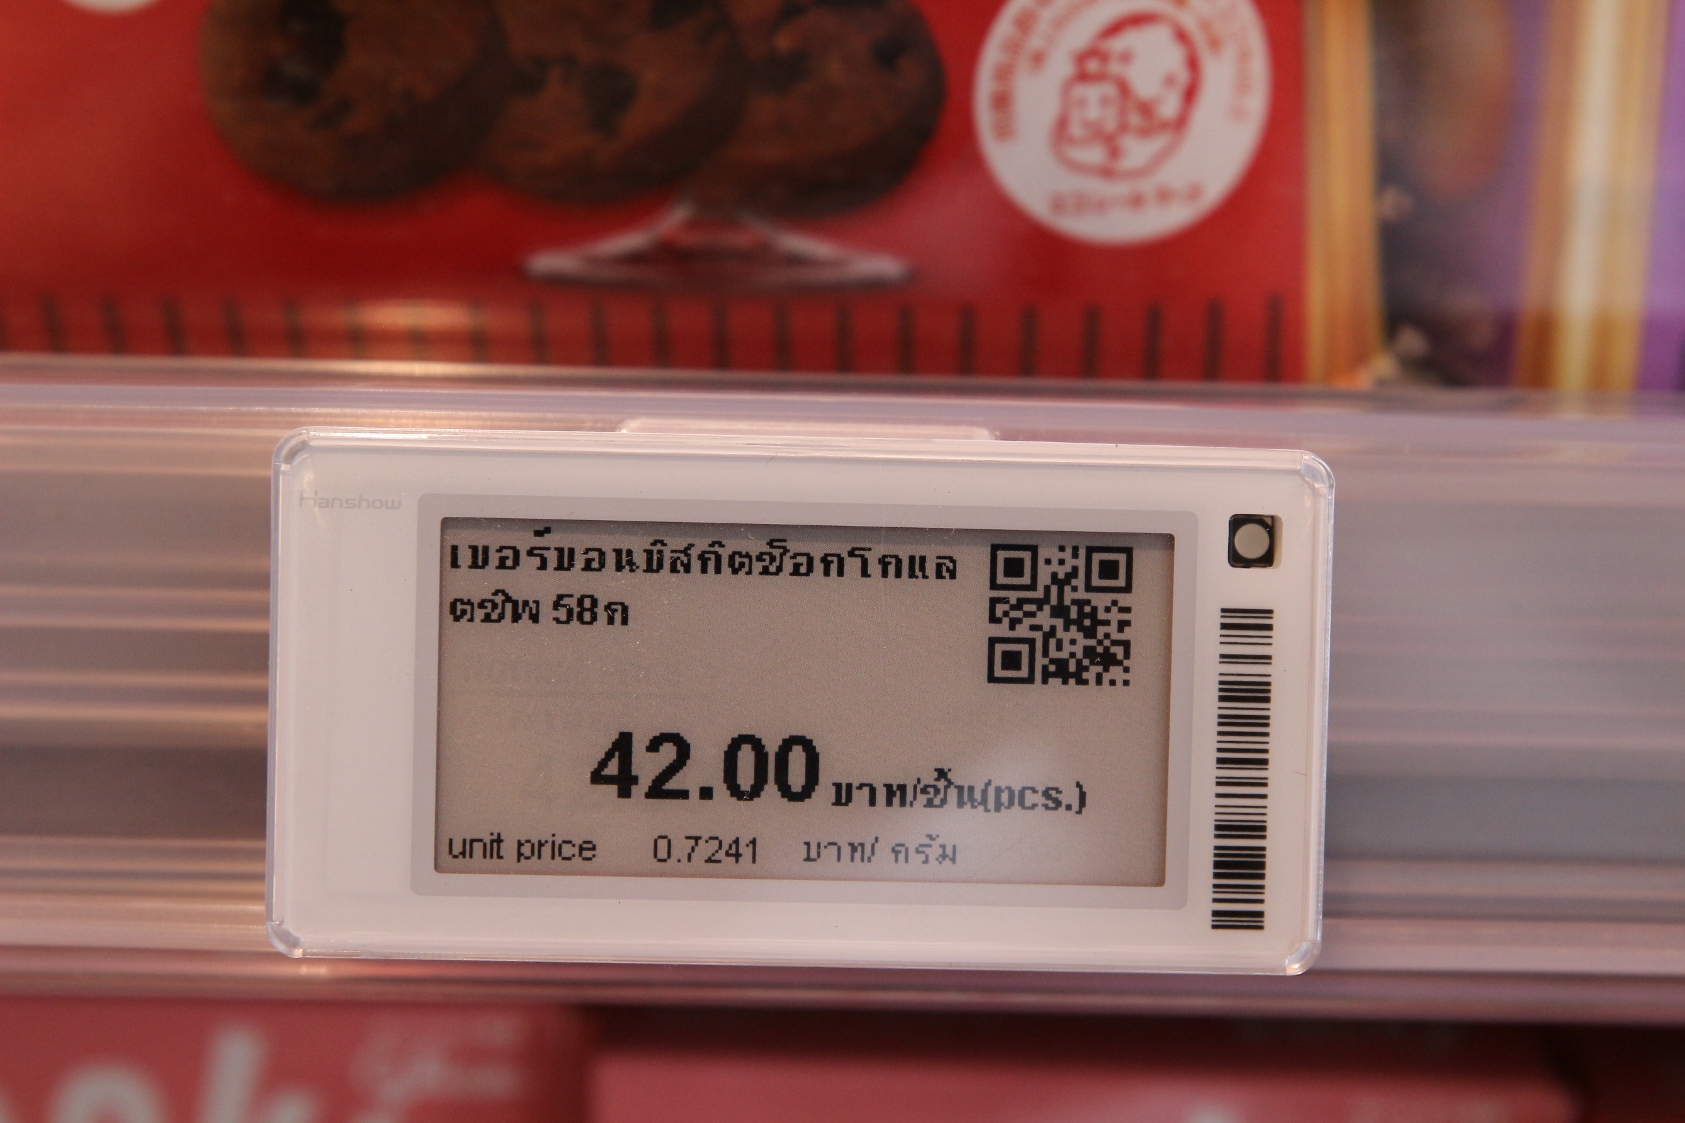 Hanshow
เบอร์บอนบิสกิตช็อกโกแล
ตชิพ 58ก
42.00 บาท/ชิ้น(pcs.)
unit price 0.7241 บาท/ กรัม